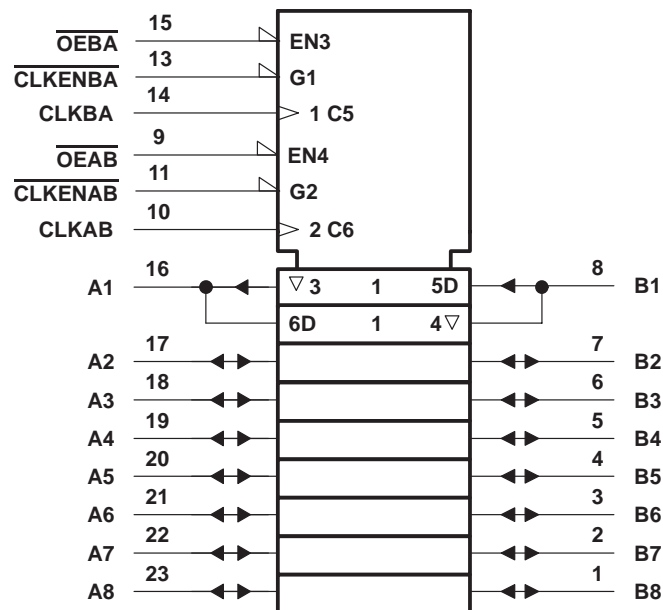 15
OEBA
EN3
13
CLKENBA
G1
14
CLKBA
1 C5
9
OEAB
EN4
11
CLKENAB
G2
10
CLKAB
2 C6
16
8
A1
3 1 5D
B1
6D 1 4
17
7
A2
B2
18
6
A3
B3
19
5
A4
B4
20
4
A5
B5
21
3
A6
B6
22
2
A7
B7
23
1
A8
B8